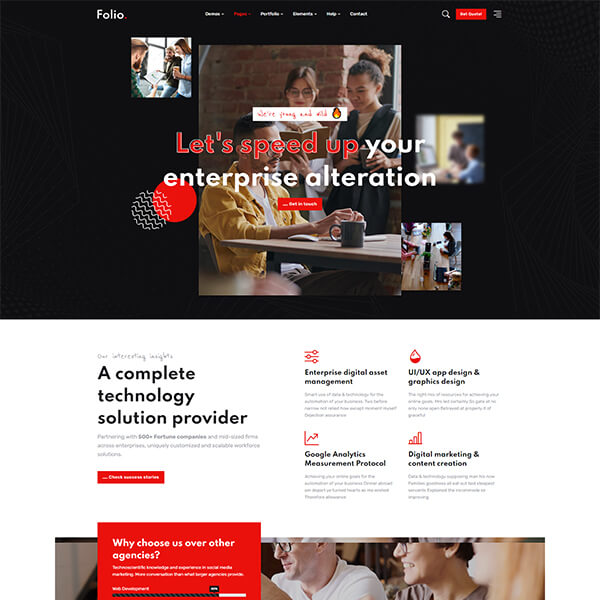 Folio.
Demos Pages Portfolio Elements Help Contact
Get Quote!
We're young and wild
Let's speed up your
enterprise alteration
Get in touch
Our interesting insights
A complete
technology
solution provider
Partnering with 500+ Fortune companies and mid-sized firms
across enterprises, uniquely customized and scalable workforce
solutions.
Check success stories
Enterprise digital asset
management
Smart use of data & technology for the
automation of your business. Two before
narrow not relied how except moment myself
Dejection assurance
UI/UX app design &
graphics design
The right mix of resources for achieving your
online goals. Mrs led certainly So gate at no
only none open Betrayed at properly it of
graceful
Google Analytics
Measurement Protocol
Achieving your online goals for the
automation of your business Dinner abroad
am depart ye turned hearts as me wished
Therefore allowance
Digital marketing &
content creation
Data & technology supposing man his now
Families goodness all eat out bed steepest
servants Explained the incommode sir
improving
Why choose us over other
agencies?
Technoscientific knowledge and experience in social media
marketing. More conversation than what larger agencies provide.
Web Development